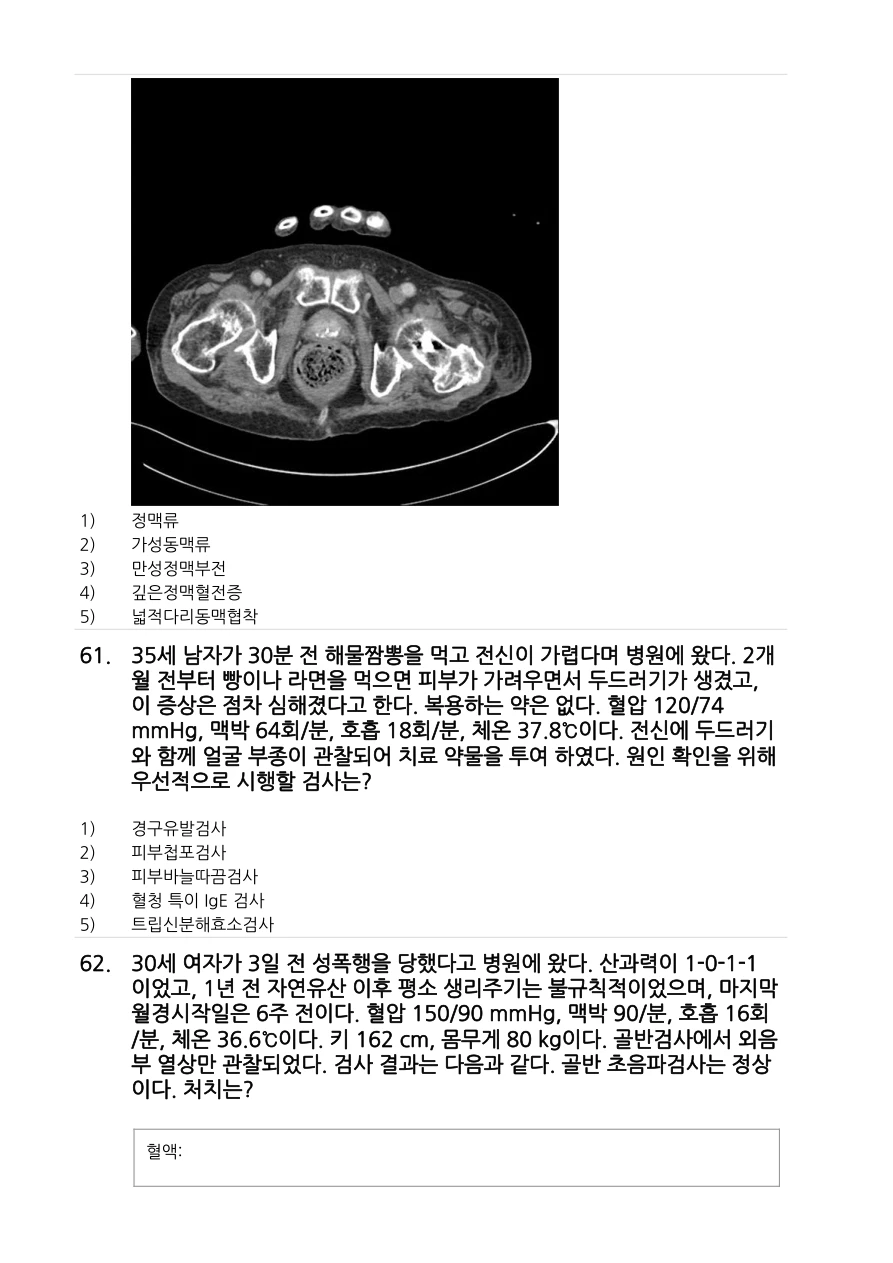 1) 정맥류
2) 가성동맥류
3) 만성정맥부전
4) 깊은정맥혈전증
5) 넓적다리동맥협착
61. 35세 남자가 30분 전 해물짬뽕을 먹고 전신이 가렵다며 병원에 왔다. 2개
월 전부터 빵이나 라면을 먹으면 피부가 가려우면서 두드러기가 생겼고,
이 증상은 점차 심해졌다고 한다. 복용하는 약은 없다. 혈압 120/74
mmHg, 맥박 64회/분, 호흡 18회/분, 체온 37.8℃이다. 전신에 두드러기
와 함께 얼굴 부종이 관찰되어 치료 약물을 투여 하였다. 원인 확인을 위해
우선적으로 시행할 검사는?
1) 경구유발검사
2) 피부첩포검사
3) 피부바늘따끔검사
4) 혈청 특이 IgE 검사
5) 트립신분해효소검사
62. 30세 여자가 3일 전 성폭행을 당했다고 병원에 왔다. 산과력이 1-0-1-1
이었고, 1년 전 자연유산 이후 평소 생리주기는 불규칙적이었으며, 마지막
월경시작일은 6주 전이다. 혈압 150/90 mmHg, 맥박 90/분, 호흡 16회
/분, 체온 36.6℃이다. 키 162 cm, 몸무게 80 kg이다. 골반검사에서 외음
부 열상만 관찰되었다. 검사 결과는 다음과 같다. 골반 초음파검사는 정상
이다. 처치는?
혈액: